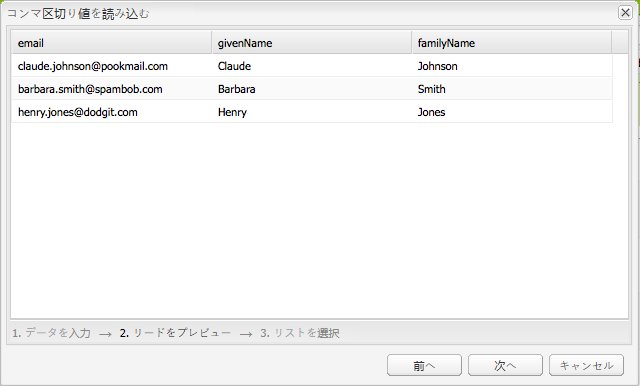 コンマ区切り値を読み込む
email givenName familyName
claude.johnson@pookmail.com Claude Johnson
barbara.smith@spambob.com Barbara Smith
henry.jones@dodgit.com Henry Jones
1. データを入力 → 2. リードをプレビュー → 3. リストを選択
前へ 次へ キャンセル